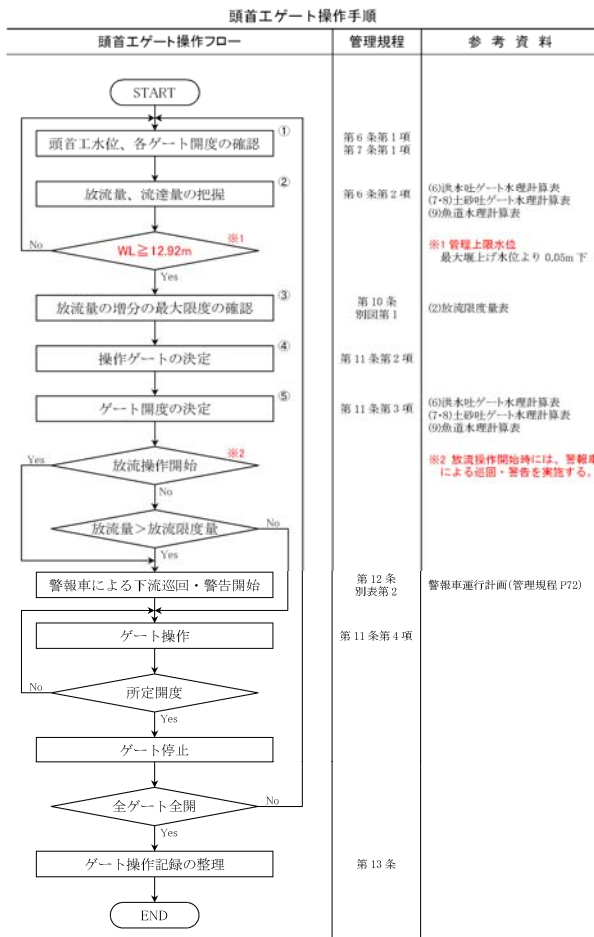 頭首工ゲート操作手順
頭首工ゲート操作フロー
管理規程
参考資料
START
①
頭首工水位、各ゲート開度の確認
第6条第1項
第7条第1項
②
放流量、流達量の把握
第6条第2項
(6)洪水吐ゲート水理計算表
(7・8)土砂吐ゲート水理計算表
(9)魚道水理計算表
※1
WL≧12.92m
No
Yes
※1 管理上限水位
最大堰上げ水位より 0.05m 下
③
放流量の増分の最大限度の確認
第10条
別図第1
(2)放流限度量表
④
操作ゲートの決定
第11条第2項
⑤
ゲート開度の決定
第11条第3項
(6)洪水吐ゲート水理計算表
(7・8)土砂吐ゲート水理計算表
(9)魚道水理計算表
Yes
※2
放流操作開始
No
※2 放流操作開始時には、警報車
による巡回・警告を実施する。
放流量>放流限度量
No
Yes
警報車による下流巡回・警告開始
第12条
別表第2
警報車運行計画(管理規程 P72)
ゲート操作
第11条第4項
No
所定開度
Yes
ゲート停止
全ゲート全開
No
Yes
ゲート操作記録の整理
第13条
END